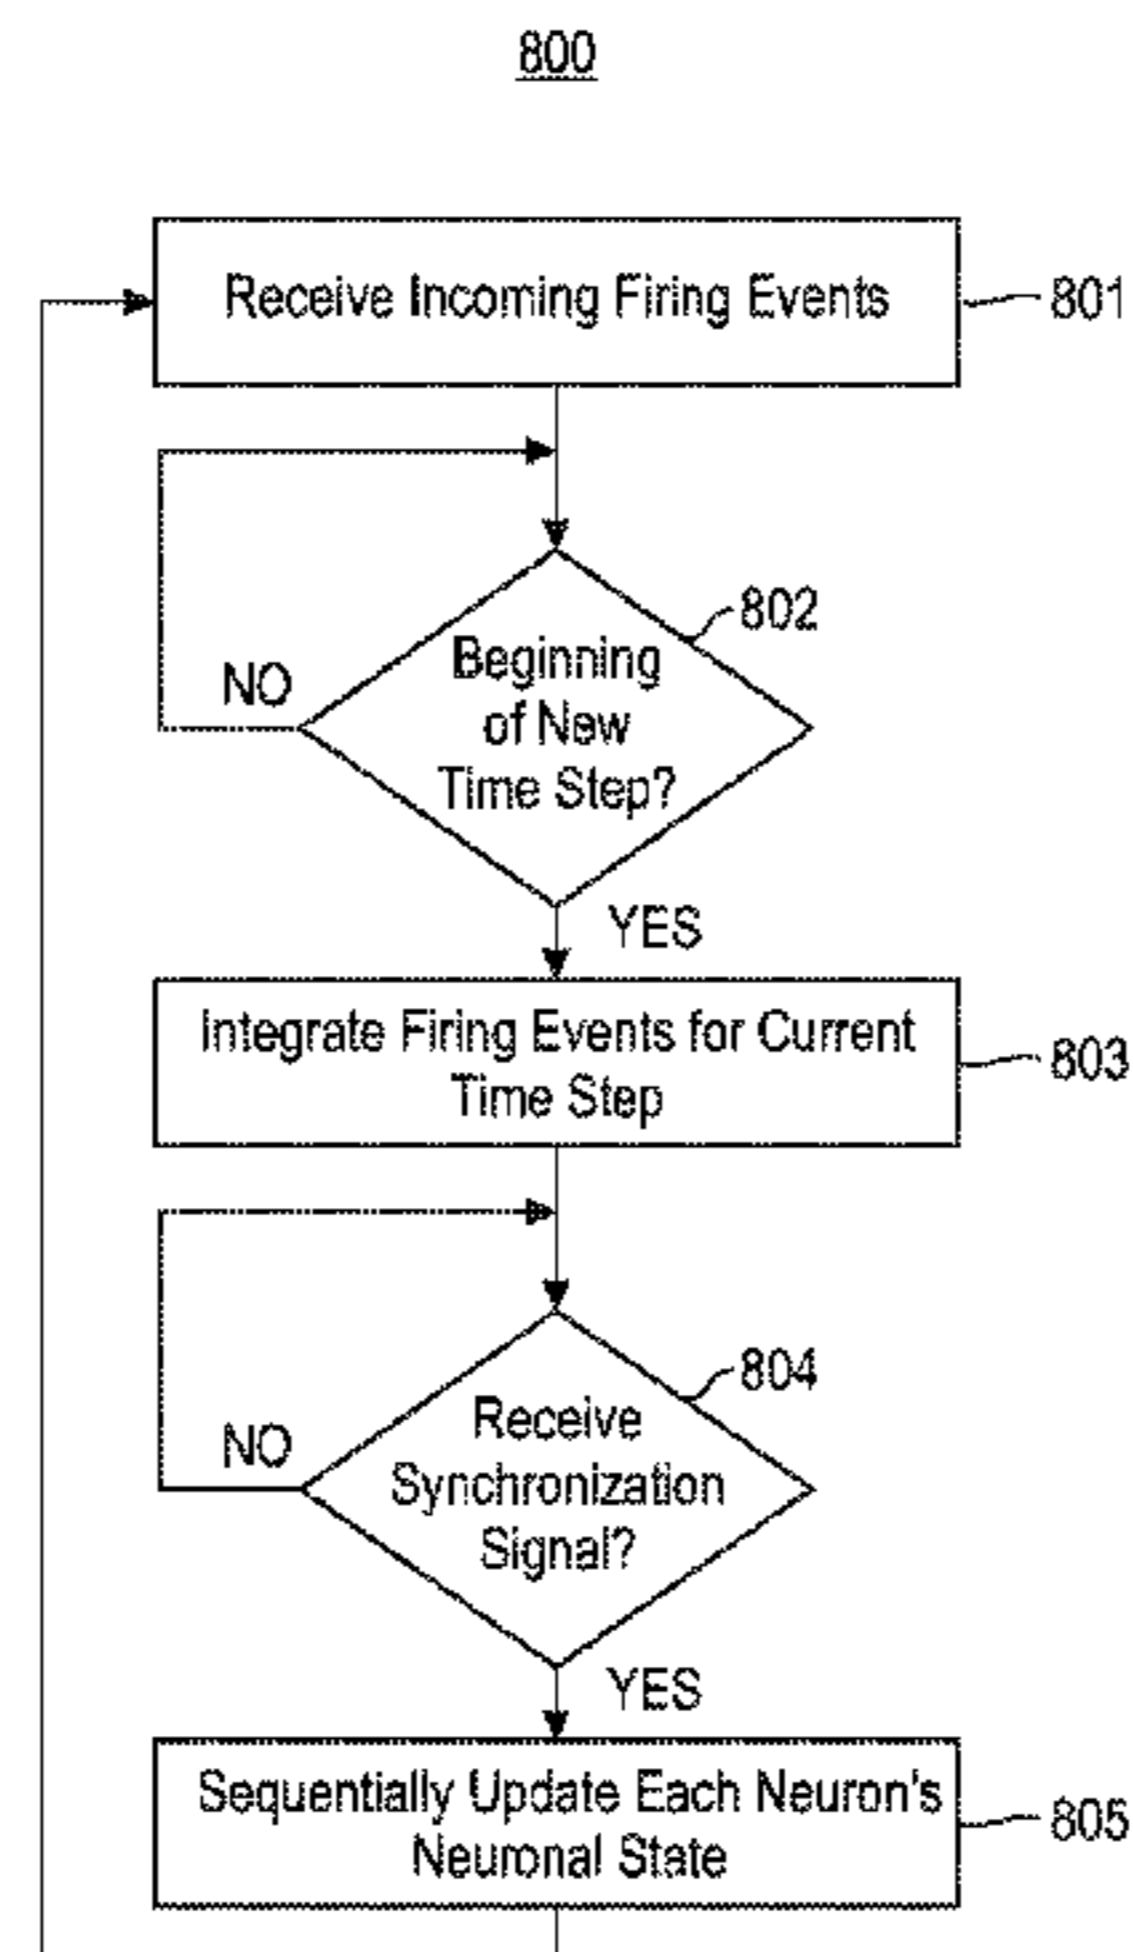 800
Receive Incoming Firing Events
801
802
Beginning
of New
Time Step?
NO
YES
Integrate Firing Events for Current
Time Step
803
804
Receive
Synchronization
Signal?
NO
YES
Sequentially Update Each Neuron's
Neuronal State
805